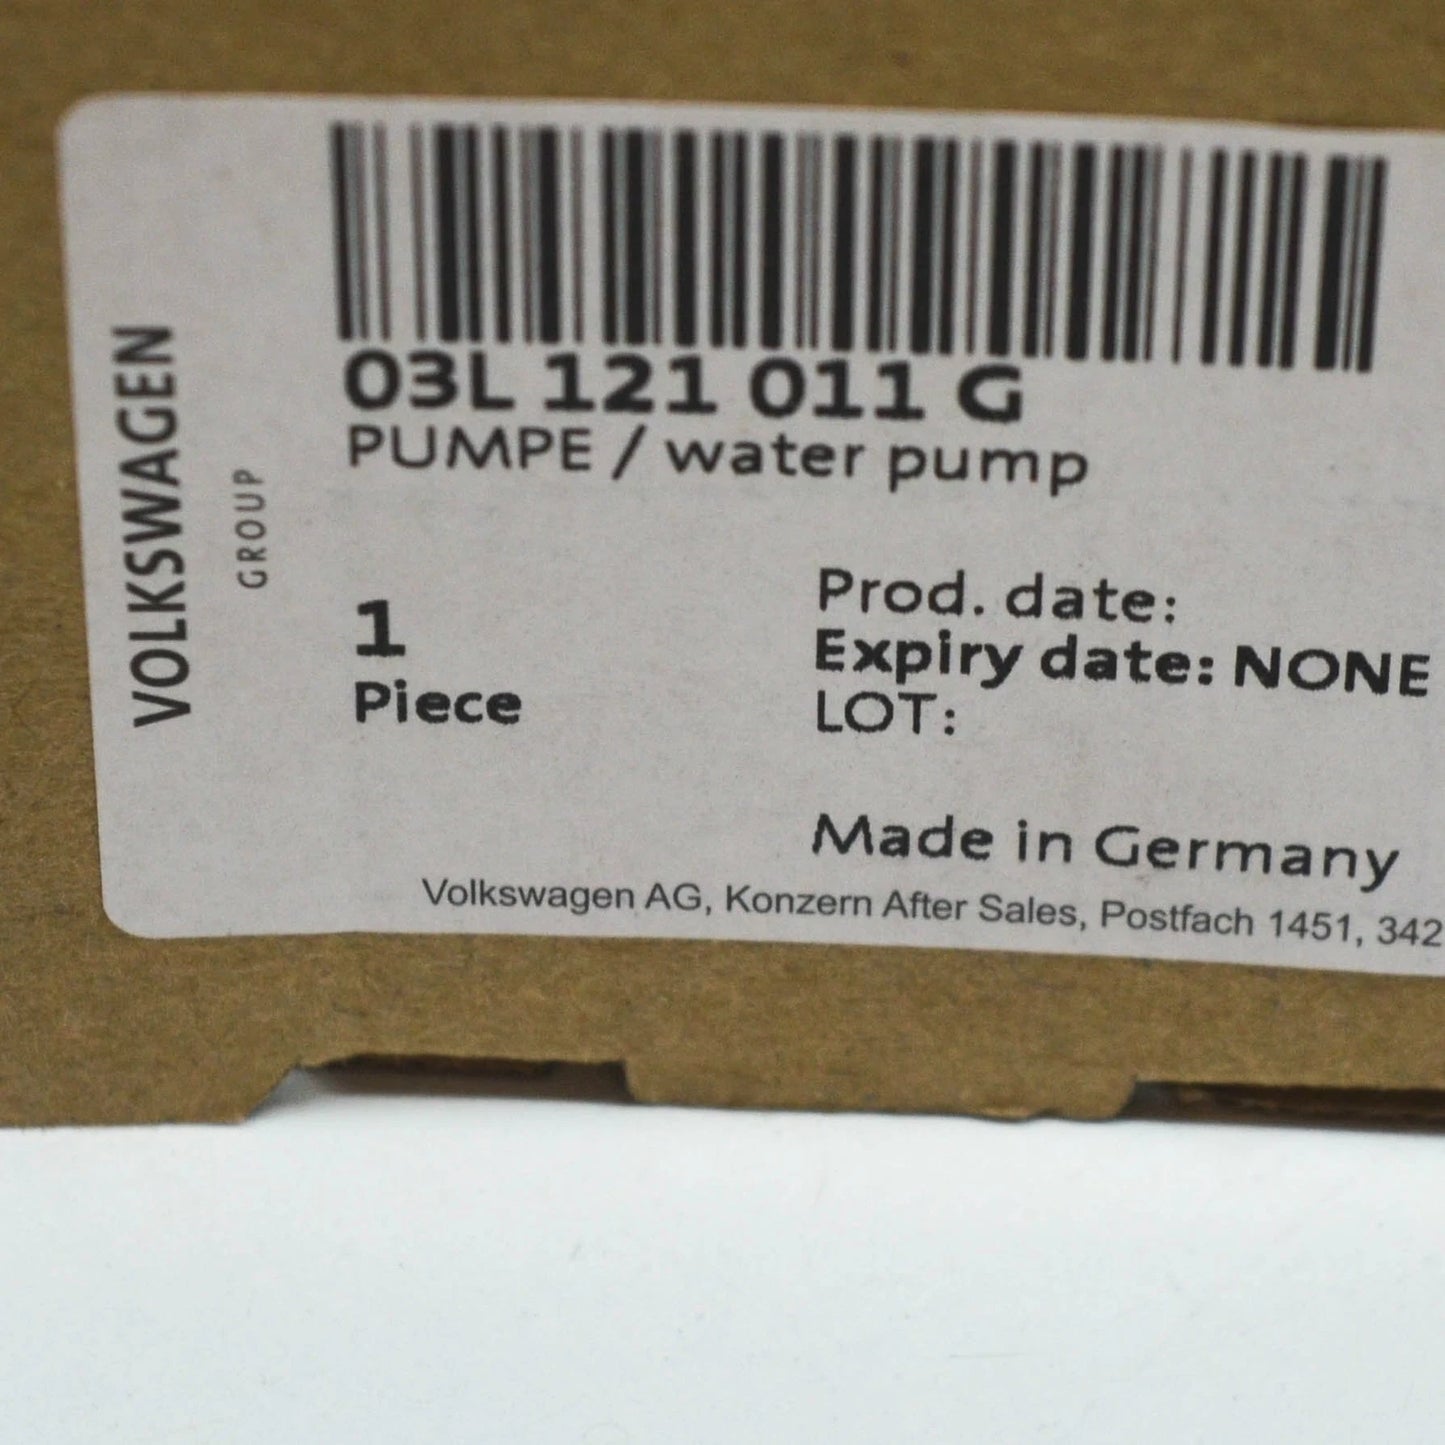 VOLKSWAGEN
GROUP
03L 121 011 G
PUMPE / water pump
1
Piece
Prod. date:
Expiry date: NONE
LOT:
Made in Germany
Volkswagen AG, Konzern After Sales, Postfach 1451, 342